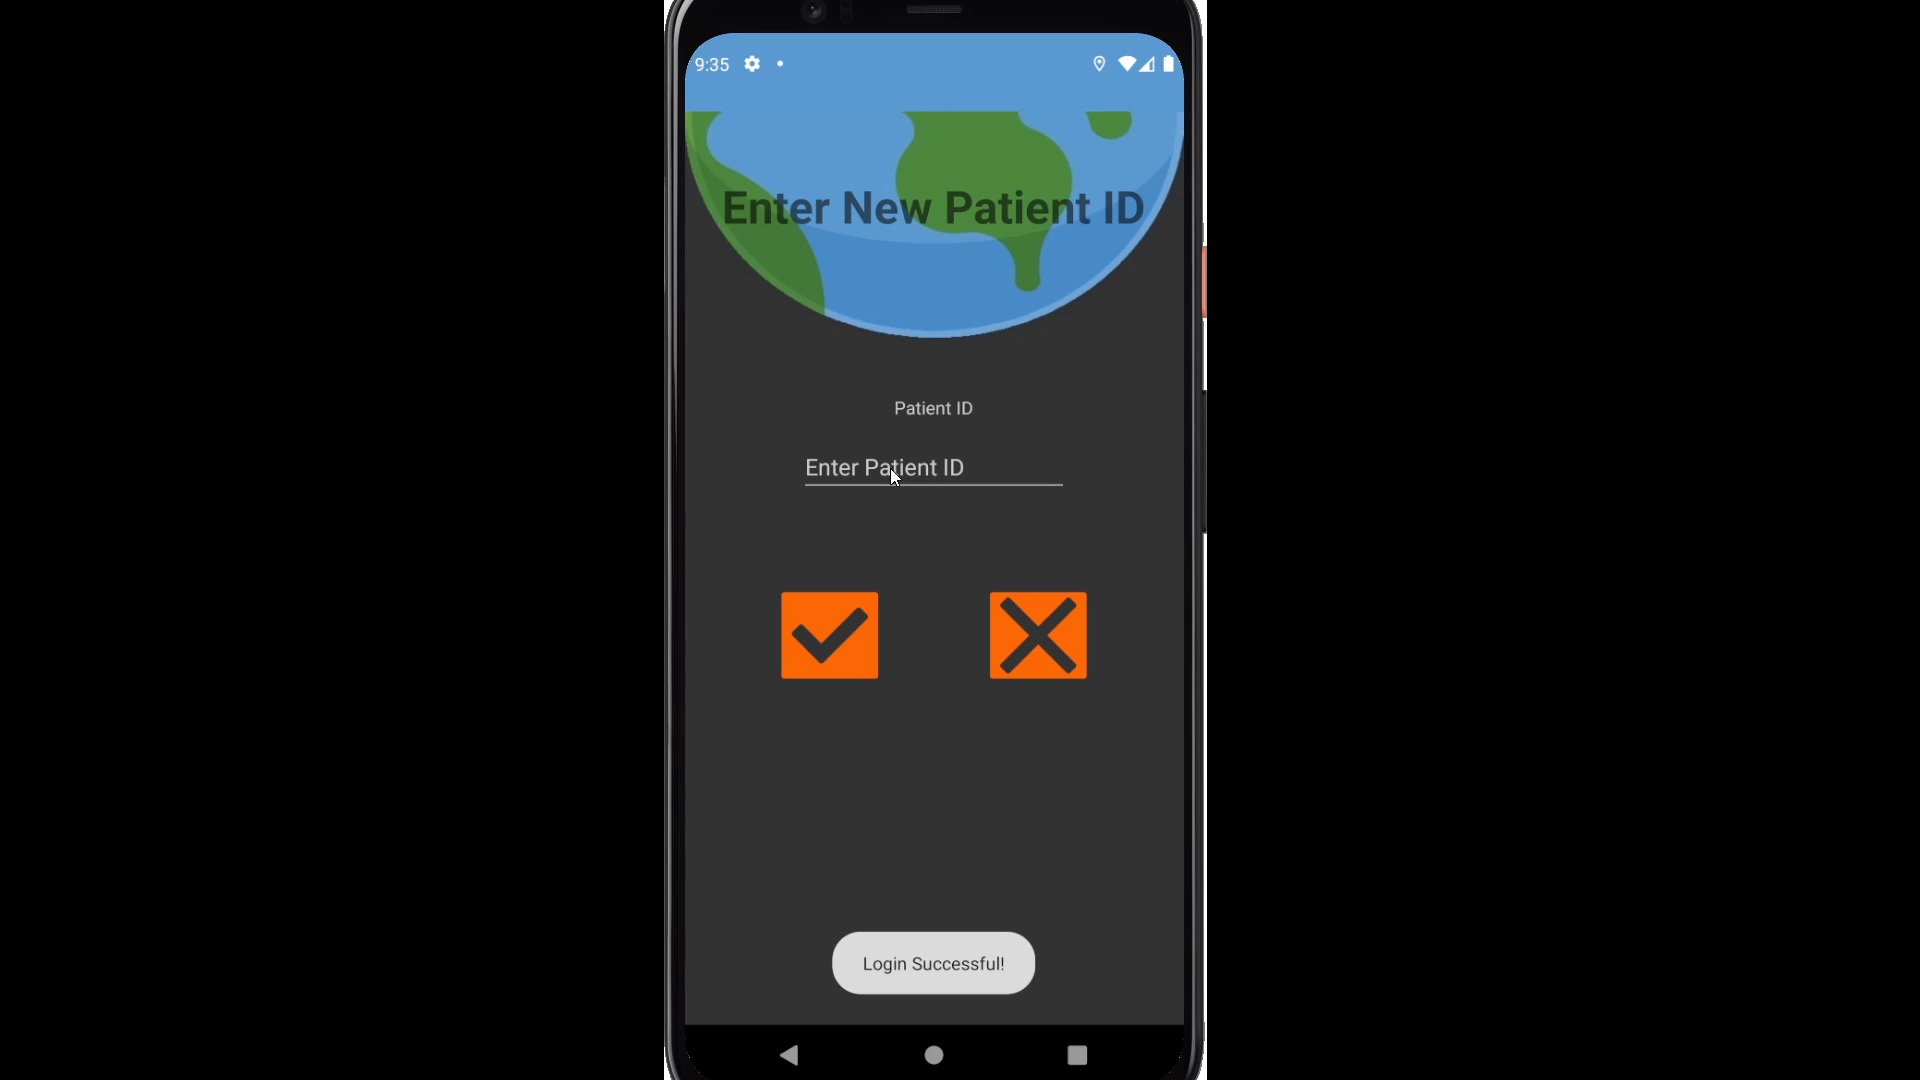 9:35
Enter New Patient ID
Patient ID
Enter Patient ID
Login Successful!